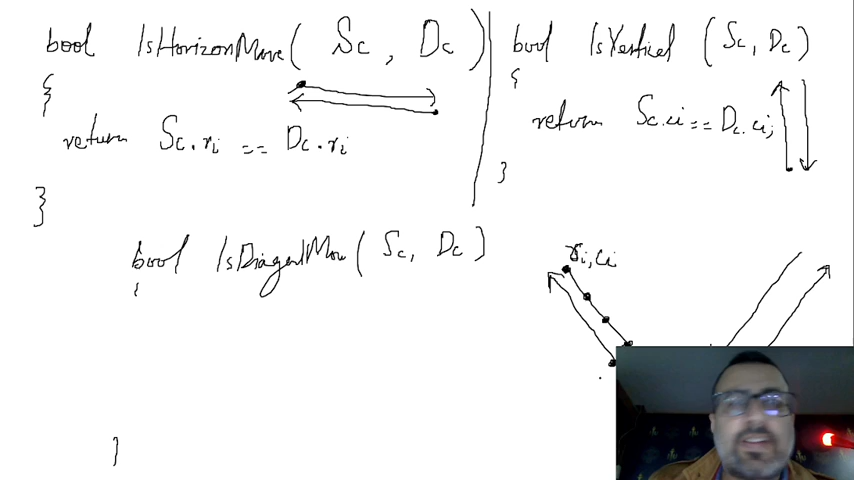 bool IsHorizonMove( Sc , Dc )
{
return Sc.ri == Dc.ri
}
bool IsVertical (Sc, Dc)
{
return Sc.ci == Dc.ci;
}
bool IsDiagonalMove( Sc, Dc )
{
}
ri, ci